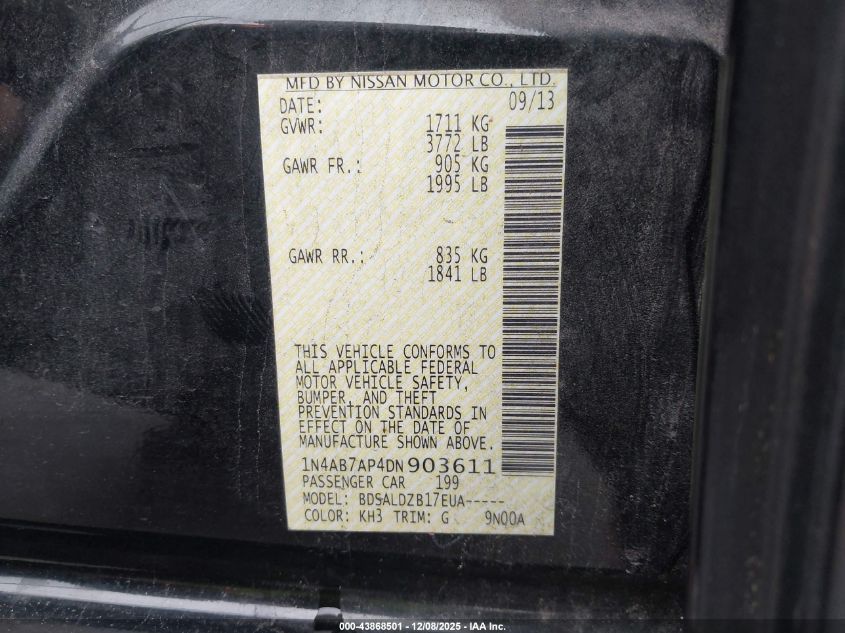 MFD BY NISSAN MOTOR CO., LTD.
DATE: 09/13
GVWR: 1711 KG
3772 LB
GAWR FR.: 905 KG
1995 LB
GAWR RR.: 835 KG
1841 LB
THIS VEHICLE CONFORMS TO
ALL APPLICABLE FEDERAL
MOTOR VEHICLE SAFETY,
BUMPER, AND THEFT
PREVENTION STANDARDS IN
EFFECT ON THE DATE OF
MANUFACTURE SHOWN ABOVE.
1N4AB7AP4DN903611
PASSENGER CAR 199
MODEL: BDSALDZB17EUA-----
COLOR: KH3 TRIM: G 9N00A
000-43868501 - 12/08/2025 - IAA Inc.